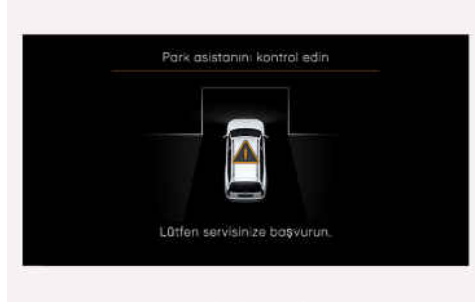 Park asistanını kontrol edin
Lütfen servisinize başvurun.